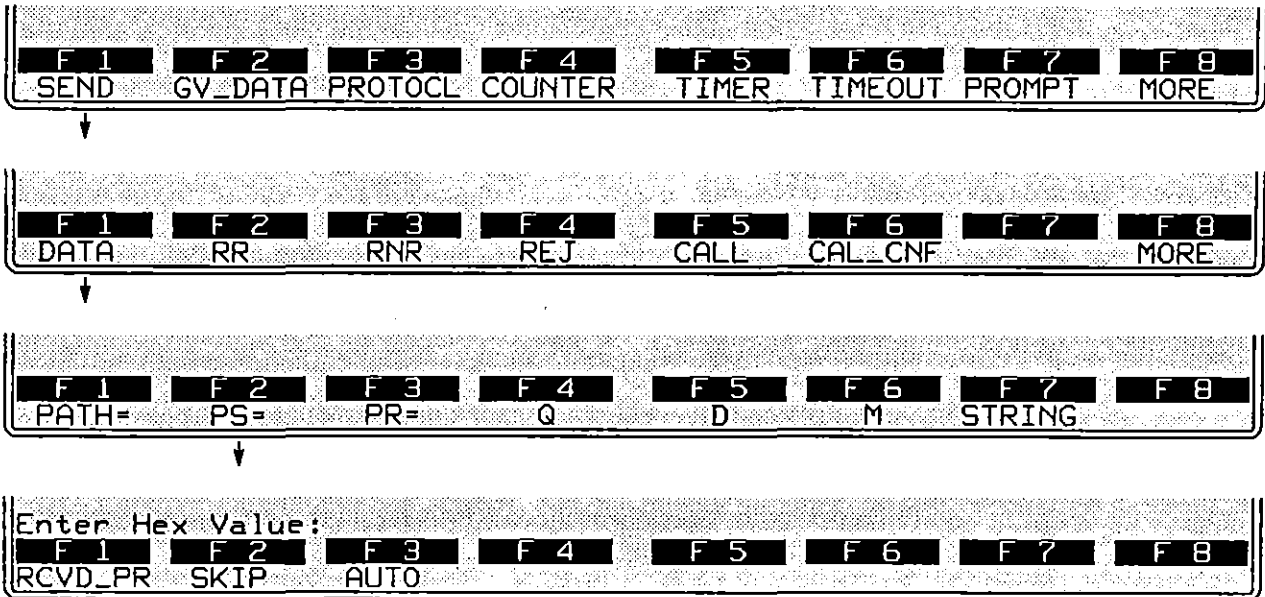 F 1 F 2 F 3 F 4 F 5 F 6 F 7 F 8
SEND GV_DATA PROTOCL COUNTER TIMER TIMEOUT PROMPT MORE
F 1 F 2 F 3 F 4 F 5 F 6 F 7 F 8
DATA RR RNR REJ CALL CAL_CNF MORE
F 1 F 2 F 3 F 4 F 5 F 6 F 7 F 8
PATH= PS= PR= Q D M STRING
Enter Hex Value:
F 1 F 2 F 3 F 4 F 5 F 6 F 7 F 8
RCVD_PR SKIP AUTO